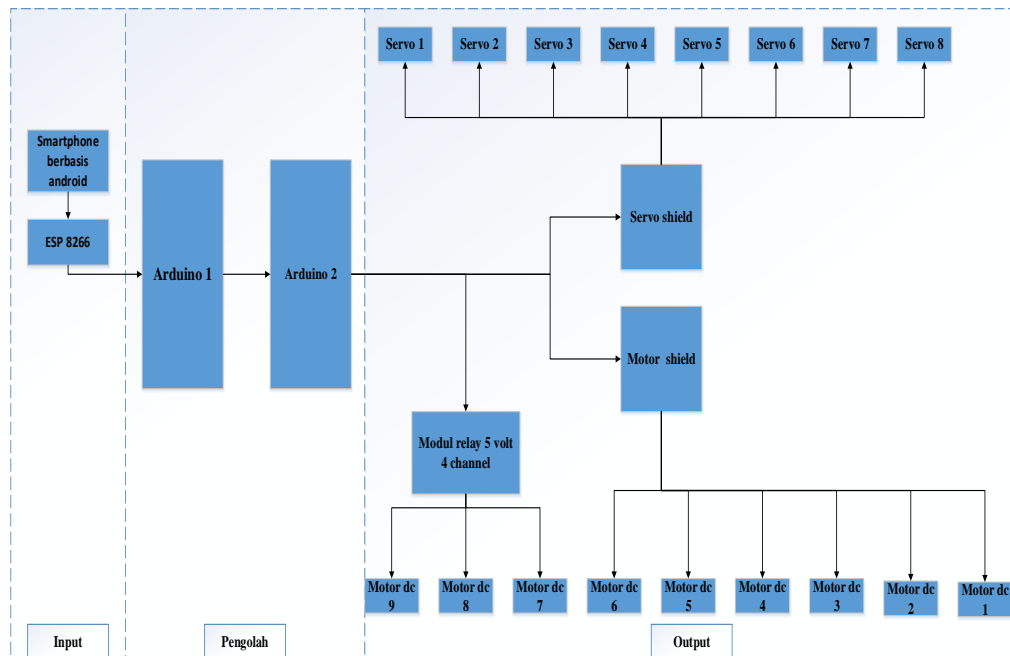 Servo 1
Servo 2
Servo 3
Servo 4
Servo 5
Servo 6
Servo 7
Servo 8
Smartphone
berbasis
android
ESP 8266
Arduino 1
Arduino 2
Servo shield
Motor shield
Modul relay 5 volt
4 channel
Motor dc
9
Motor dc
8
Motor dc
7
Motor dc
6
Motor dc
5
Motor dc
4
Motor dc
3
Motor dc
2
Motor dc
1
Input
Pengolah
Output